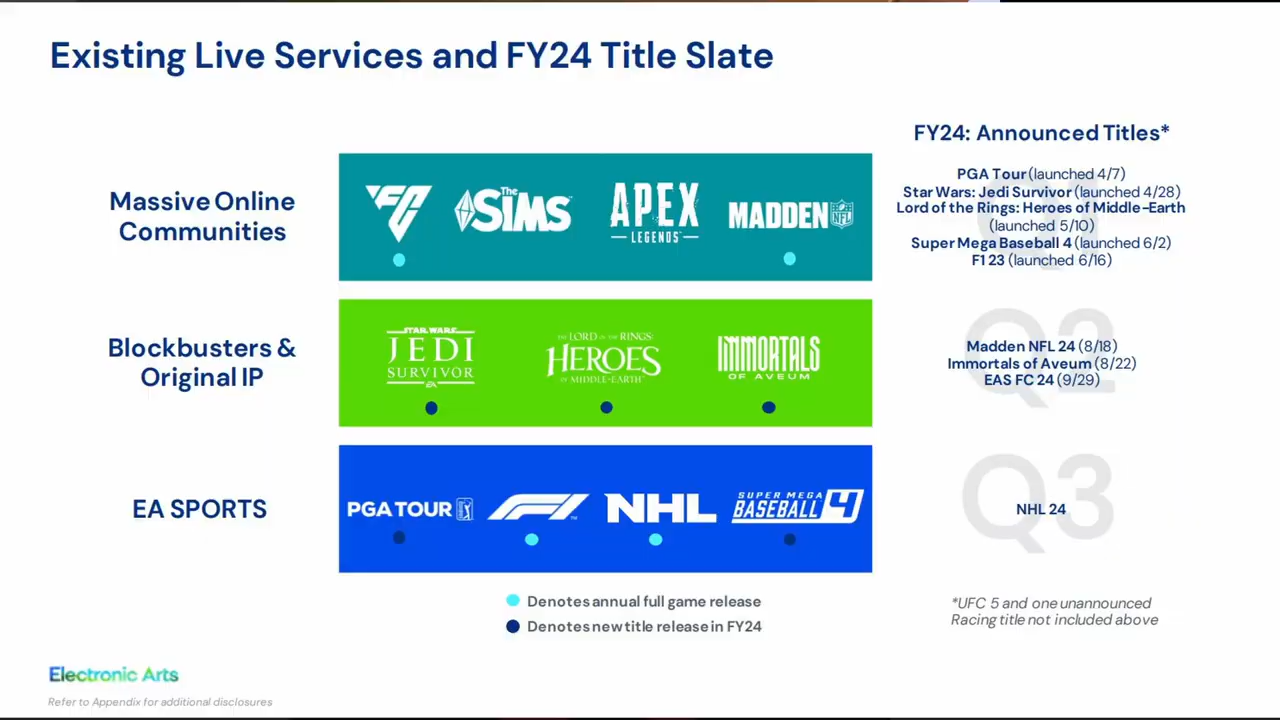 Existing Live Services and FY24 Title Slate
FY24: Announced Titles*
Massive Online
Communities
FC
The
SIMS
APEX
LEGENDS
MADDEN
NFL
PGA Tour (launched 4/7)
Star Wars: Jedi Survivor (launched 4/28)
Lord of the Rings: Heroes of Middle-Earth
(launched 5/10)
Super Mega Baseball 4 (launched 6/2)
F1 23 (launched 6/16)
Blockbusters &
Original IP
STAR WARS
JEDI
SURVIVOR
EA
THE LORD OF THE RINGS:
HEROES
OF MIDDLE-EARTH
IMMORTALS
OF AVEUM
Q2
Madden NFL 24 (8/18)
Immortals of Aveum (8/22)
EAS FC 24 (9/29)
EA SPORTS
PGA TOUR
F1
NHL
SUPER MEGA
BASEBALL 4
Q3
NHL 24
Denotes annual full game release
Denotes new title release in FY24
*UFC 5 and one unannounced
Racing title not included above
Electronic Arts
Refer to Appendix for additional disclosures